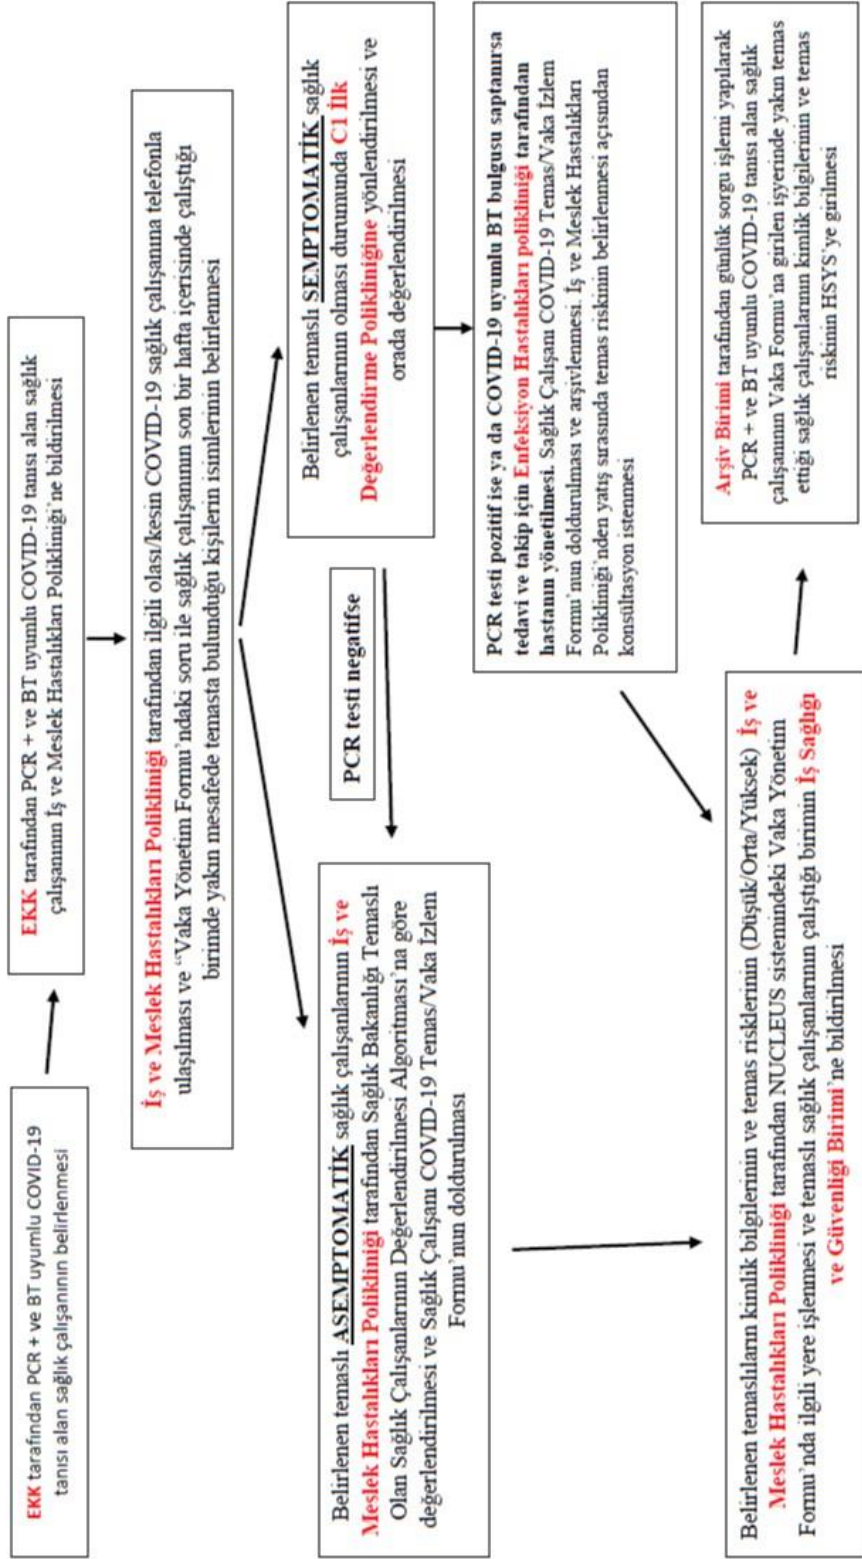 EKK tarafından PCR + ve BT uyumlu COVID-19
tanısı alan sağlık çalışanının belirlenmesi
EKK tarafından PCR + ve BT uyumlu COVID-19 tanısı alan sağlık
çalışanının İş ve Meslek Hastalıkları Polikliniği`ne bildirilmesi
İş ve Meslek Hastalıkları Polikliniği tarafından ilgili olası/kesin COVID-19 sağlık çalışanına telefonla
ulaşılması ve “Vaka Yönetim Formu`ndaki soru ile sağlık çalışanının son bir hafta içerisinde çalıştığı
birimde yakın mesafede temasta bulunduğu kişilerin isimlerinin belirlenmesi
Belirlenen temaslı ASEMPTOMATİK sağlık çalışanlarının İş ve
Meslek Hastalıkları Polikliniği tarafından Sağlık Bakanlığı Temaslı
Olan Sağlık Çalışanlarının Değerlendirilmesi Algoritması`na göre
değerlendirilmesi ve Sağlık Çalışanı COVID-19 Temas/Vaka İzlem
Formu`nun doldurulması
PCR testi negatifse
Belirlenen temaslı SEMPTOMATİK sağlık
çalışanlarının olması durumunda C1 İlk
Değerlendirme Polikliniğine yönlendirilmesi ve
orada değerlendirilmesi
PCR testi pozitif ise ya da COVID-19 uyumlu BT bulgusu saptanırsa
tedavi ve takip için Enfeksiyon Hastalıkları polikliniği tarafından
hastanın yönetilmesi. Sağlık Çalışanı COVID-19 Temas/Vaka İzlem
Formu`nun doldurulması ve arşivlenmesi. İş ve Meslek Hastalıkları
Polikliniği`nden yatış sırasında temas riskinin belirlenmesi açısından
konsültasyon istenmesi
Belirlenen temaslıların kimlik bilgilerinin ve temas risklerinin (Düşük/Orta/Yüksek) İş ve
Meslek Hastalıkları Polikliniği tarafından NUCLEUS sistemindeki Vaka Yönetim
Formu`nda ilgili yere işlenmesi ve temaslı sağlık çalışanlarının çalıştığı birimin İş Sağlığı
ve Güvenliği Birimi`ne bildirilmesi
Arşiv Birimi tarafından günlük sorgu işlemi yapılarak
PCR + ve BT uyumlu COVID-19 tanısı alan sağlık
çalışanının Vaka Formu`na girilen işyerinde yakın temas
ettiği sağlık çalışanlarının kimlik bilgilerinin ve temas
riskinin HSYS`ye girilmesi